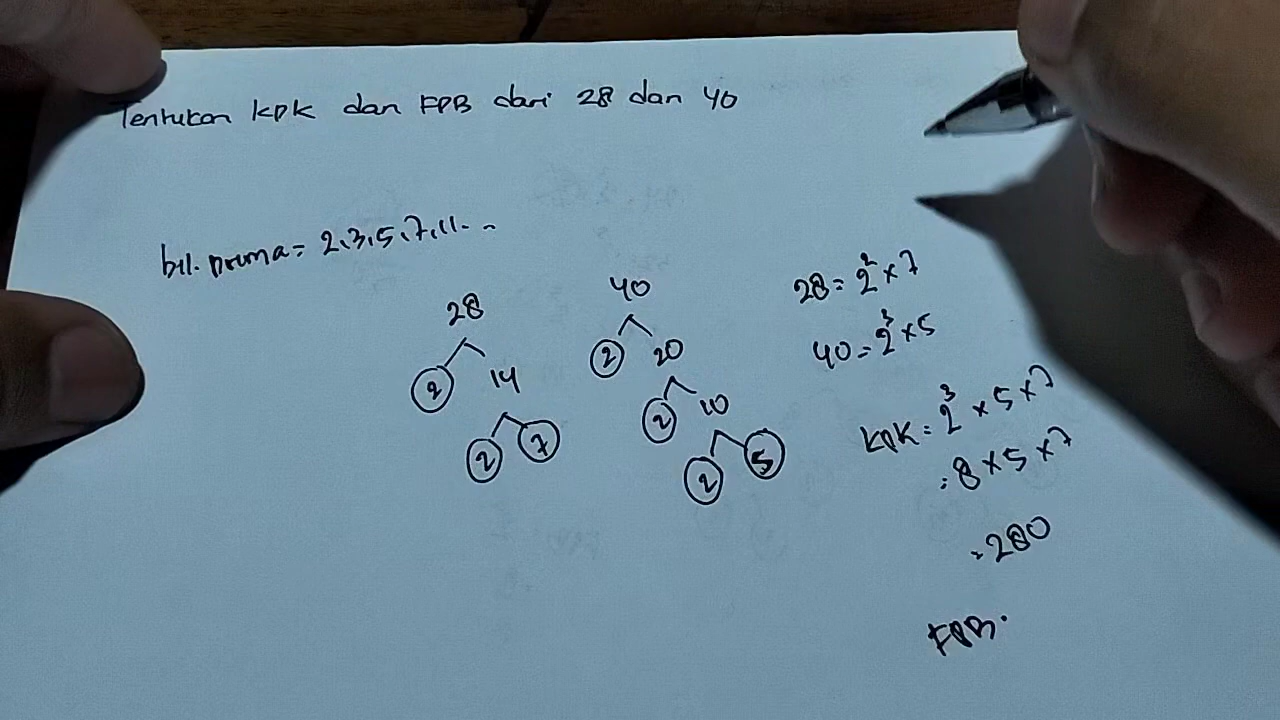 Tentukan KPK dan FPB dari 28 dan 40
bil. prima = 2,3,5,7,11...
28
2 14
2 7
40
2 20
2 10
2 5
28 = 2² × 7
40 = 2³ × 5
KPK = 2³ × 5 × 7
= 8 × 5 × 7
= 280
FPB.